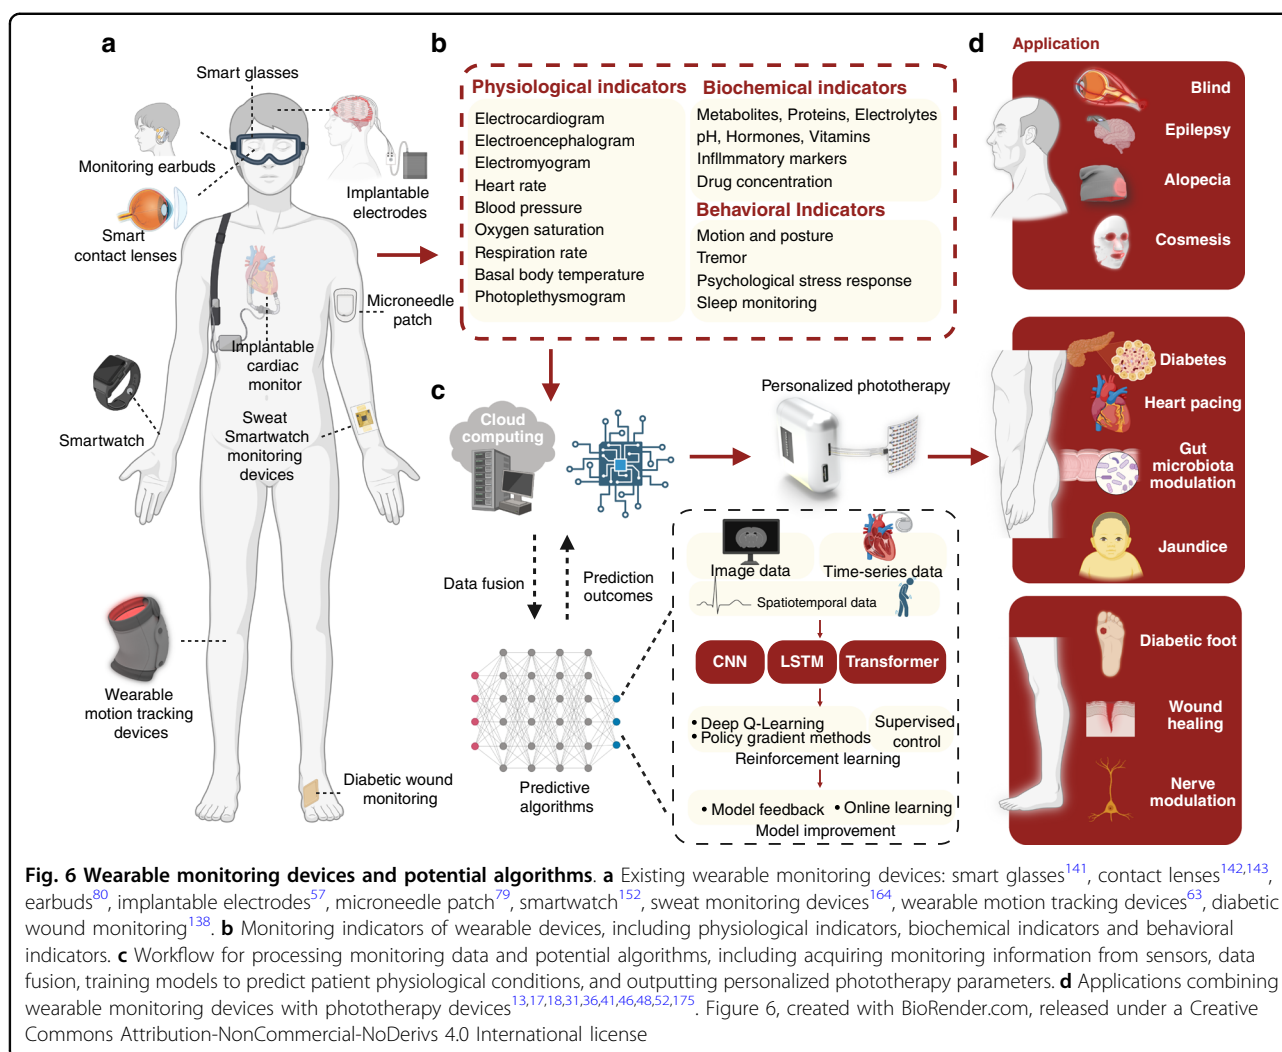 a
Smart glasses
Monitoring earbuds
Implantable
electrodes
Smart
contact lenses
Microneedle
patch
Implantable
cardiac
monitor
Smartwatch
Sweat
Smartwatch
monitoring
devices
Wearable
motion tracking
devices
Diabetic wound
monitoring
b
Physiological indicators
Electrocardiogram
Electroencephalogram
Electromyogram
Heart rate
Blood pressure
Oxygen saturation
Respiration rate
Basal body temperature
Photoplethysmogram
Biochemical indicators
Metabolites, Proteins, Electrolytes
pH, Hormones, Vitamins
Infllmmatory markers
Drug concentration
Behavioral Indicators
Motion and posture
Tremor
Psychological stress response
Sleep monitoring
c
Cloud
computing
Personalized phototherapy
Data fusion
Prediction
outcomes
Predictive
algorithms
Image data
Time-series data
Spatiotemporal data
CNN
LSTM
Transformer
• Deep Q-Learning
• Policy gradient methods
Supervised
control
Reinforcement learning
• Model feedback
• Online learning
Model improvement
d
Application
Blind
Epilepsy
Alopecia
Cosmesis
Diabetes
Heart pacing
Gut
microbiota
modulation
Jaundice
Diabetic foot
Wound
healing
Nerve
modulation
Fig. 6 Wearable monitoring devices and potential algorithms. a Existing wearable monitoring devices: smart glasses141, contact lenses142,143,
earbuds80, implantable electrodes57, microneedle patch79, smartwatch152, sweat monitoring devices164, wearable motion tracking devices63, diabetic
wound monitoring138. b Monitoring indicators of wearable devices, including physiological indicators, biochemical indicators and behavioral
indicators. c Workflow for processing monitoring data and potential algorithms, including acquiring monitoring information from sensors, data
fusion, training models to predict patient physiological conditions, and outputting personalized phototherapy parameters. d Applications combining
wearable monitoring devices with phototherapy devices13,17,18,31,36,41,46,48,52,175. Figure 6, created with BioRender.com, released under a Creative
Commons Attribution-NonCommercial-NoDerivs 4.0 International license